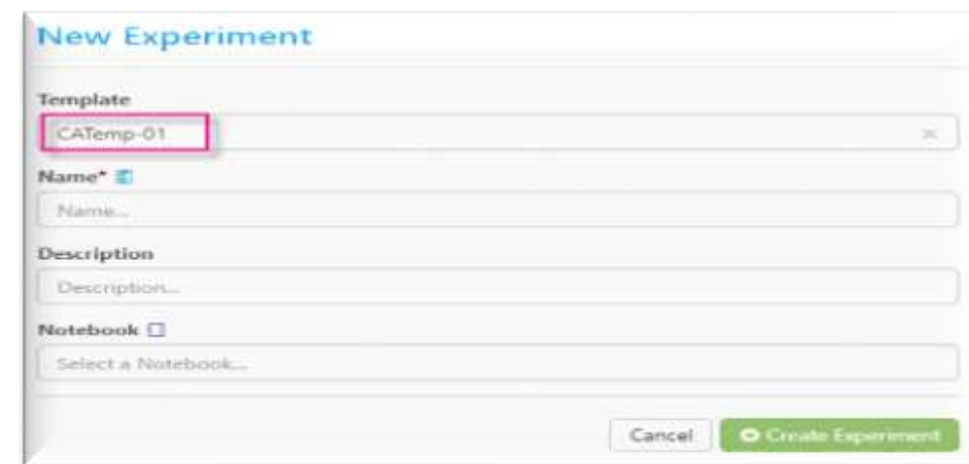 New Experiment
Template
CATemp-01
Name*
Name...
Description
Description...
Notebook
Select a Notebook...
Cancel
Create Experiment